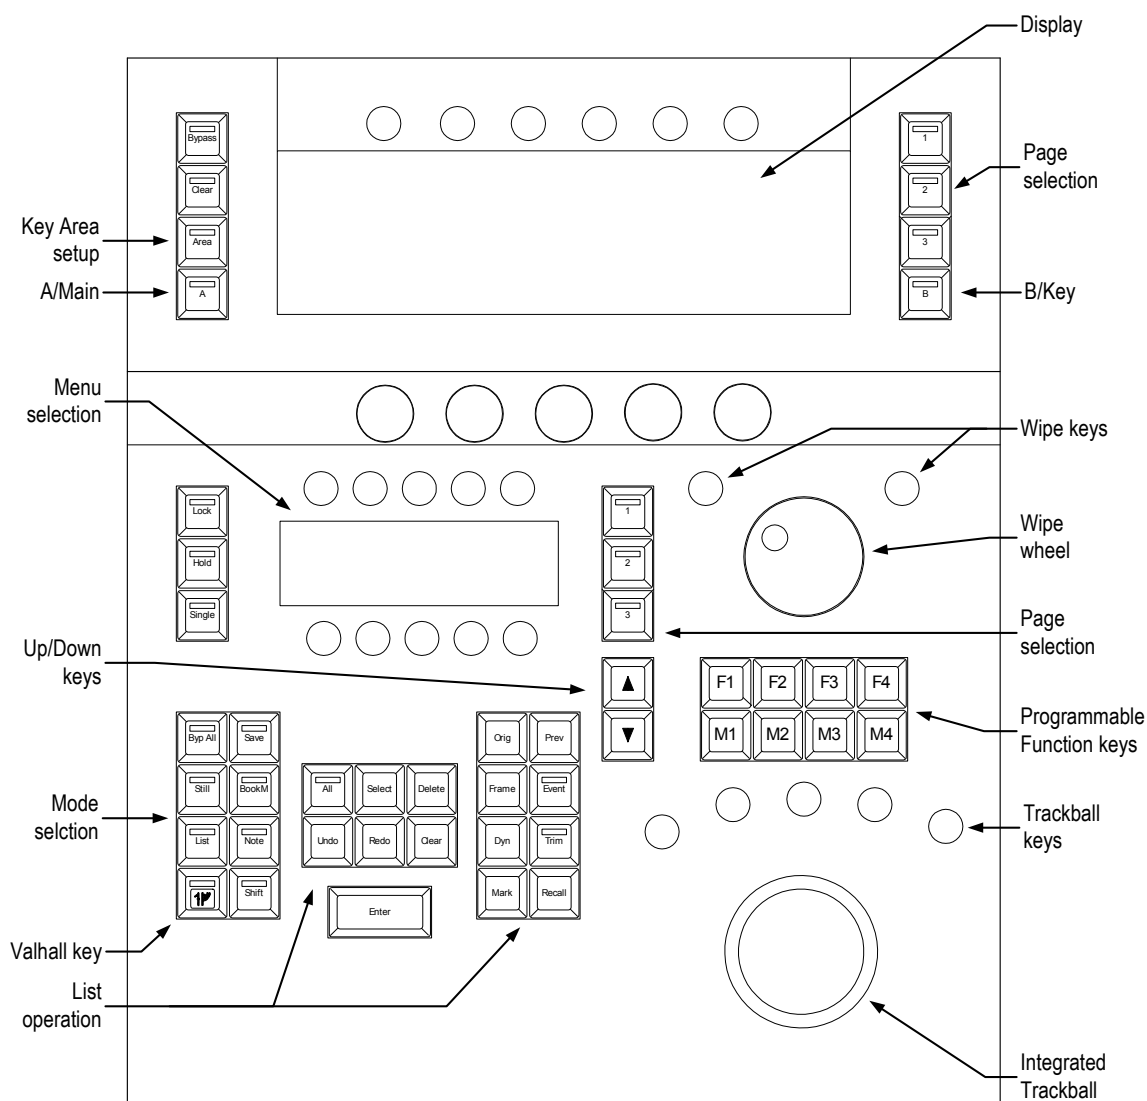 Display
Bypass
Clear
Area
A
1
2
3
B
Page
selection
Key Area
setup
A/Main
B/Key
Menu
selection
Wipe keys
Lock
Hold
Single
1
2
3
Wipe
wheel
Page
selection
Up/Down
keys
▲
▼
F1 F2 F3 F4
M1 M2 M3 M4
Programmable
Function keys
Byp All Save
Still BookM
List Note
Shift
All Select Delete
Undo Redo Clear
Enter
Orig Prev
Frame Event
Dyn Trim
Mark Recall
Mode
selction
Trackball
keys
Valhall key
List
operation
Integrated
Trackball